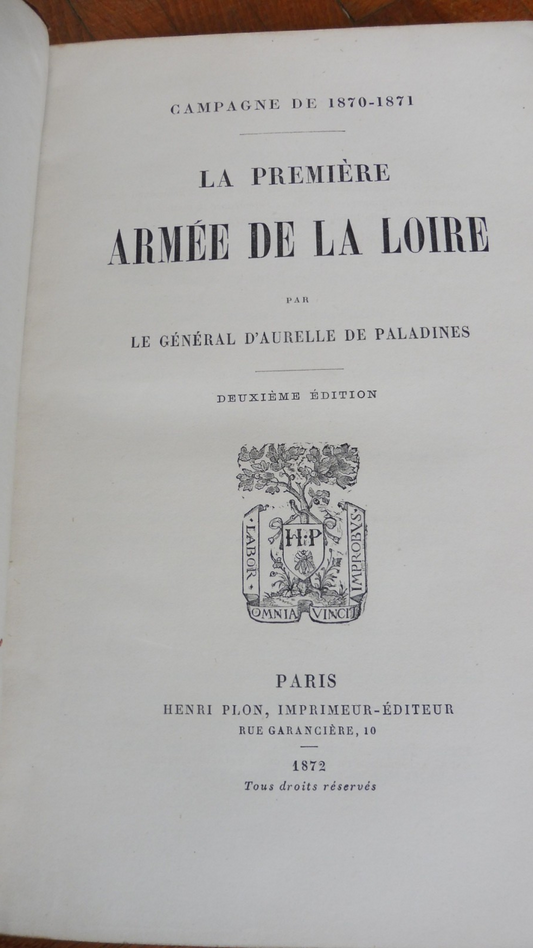 CAMPAGNE DE 1870-1871
LA PREMIÈRE
ARMÉE DE LA LOIRE
PAR
LE GÉNÉRAL D'AURELLE DE PALADINES
DEUXIÈME ÉDITION
H·P
LABOR
IMPROBVS
OMNIA VINCIT
PARIS
HENRI PLON, IMPRIMEUR-ÉDITEUR
RUE GARANCIÈRE, 10
1872
Tous droits réservés